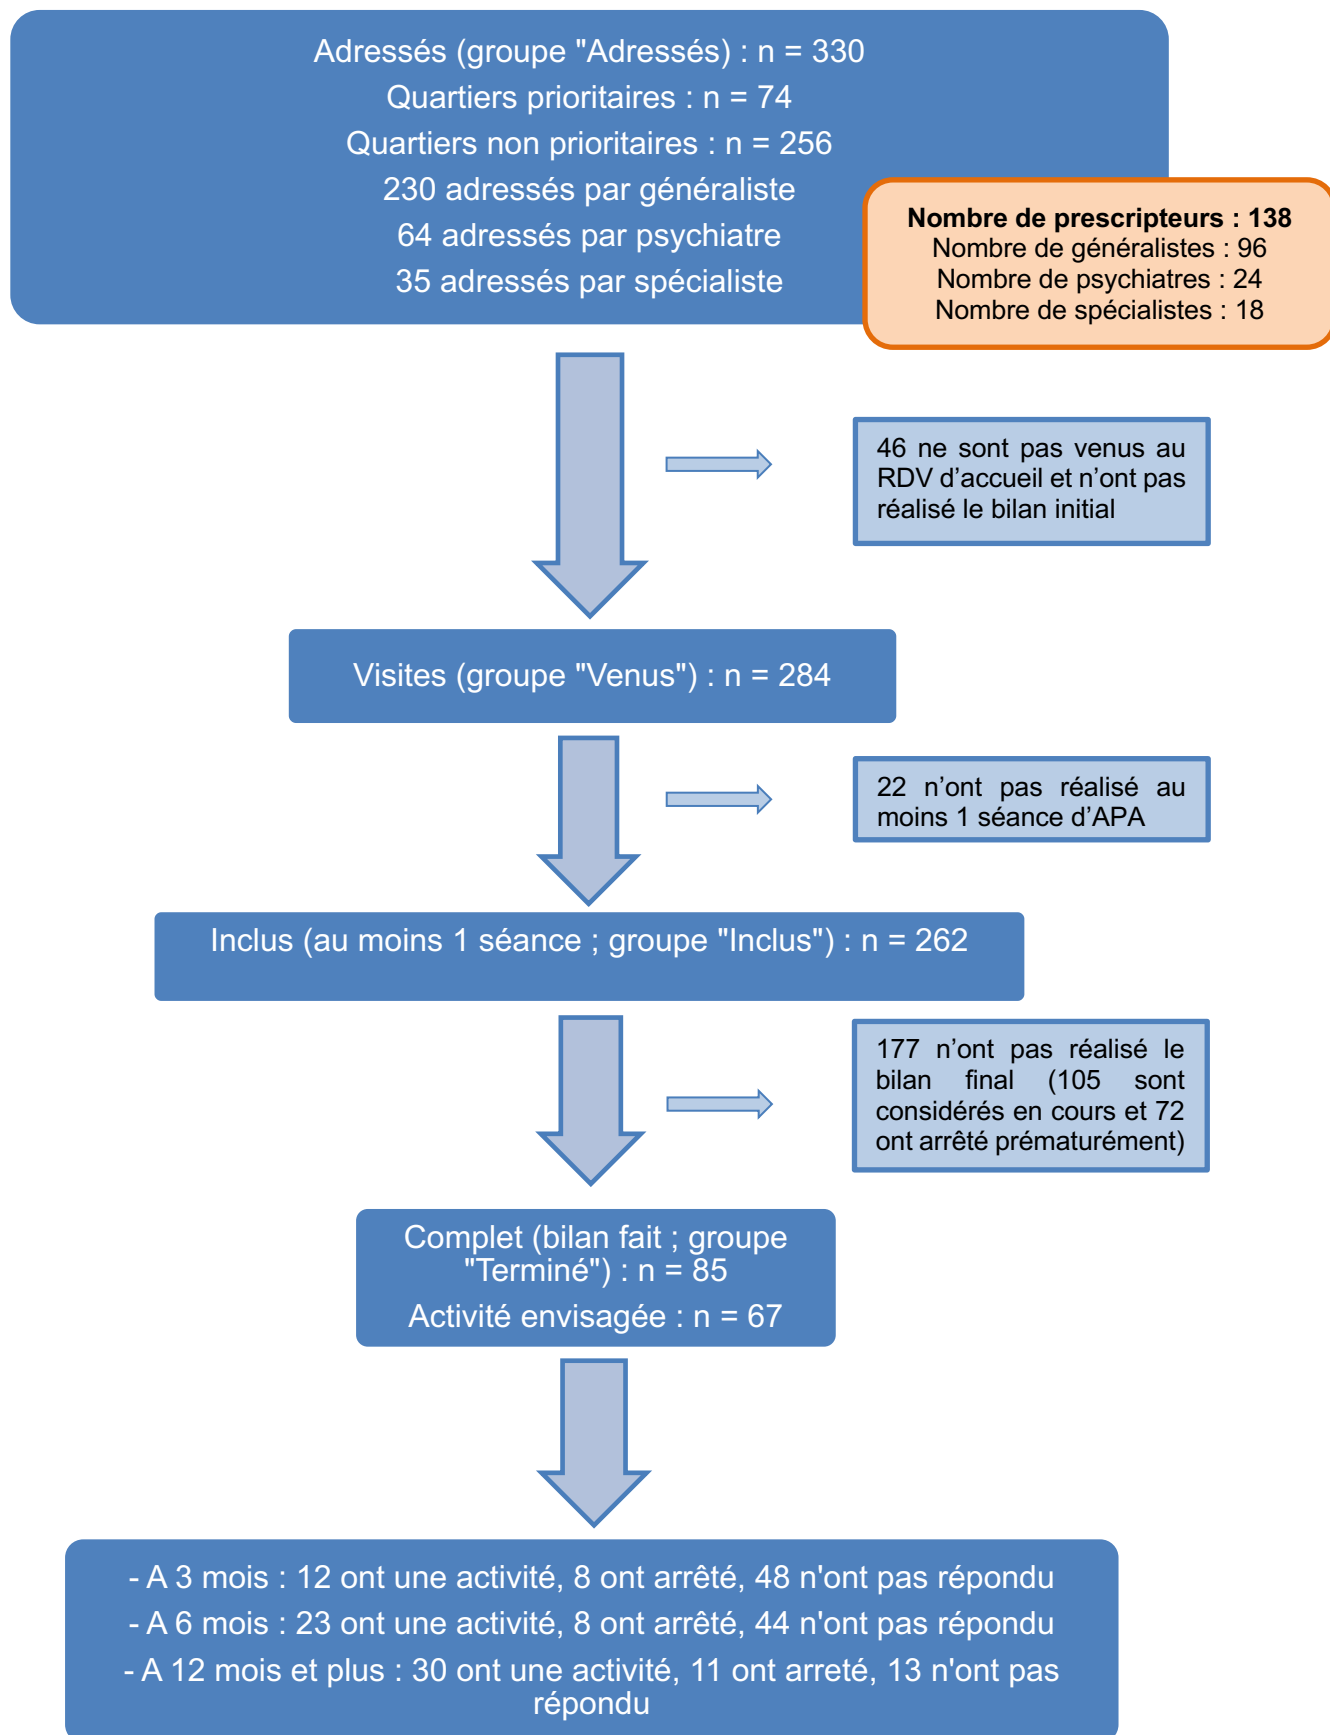 Adressés (groupe "Adressés) : n = 330
Quartiers prioritaires : n = 74
Quartiers non prioritaires : n = 256
230 adressés par généraliste
64 adressés par psychiatre
35 adressés par spécialiste
Nombre de prescripteurs : 138
Nombre de généralistes : 96
Nombre de psychiatres : 24
Nombre de spécialistes : 18
46 ne sont pas venus au
RDV d’accueil et n’ont pas
réalisé le bilan initial
Visites (groupe "Venus") : n = 284
22 n’ont pas réalisé au
moins 1 séance d’APA
Inclus (au moins 1 séance ; groupe "Inclus") : n = 262
177 n’ont pas réalisé le
bilan final (105 sont
considérés en cours et 72
ont arrêté prématurément)
Complet (bilan fait ; groupe
"Terminé") : n = 85
Activité envisagée : n = 67
- A 3 mois : 12 ont une activité, 8 ont arrêté, 48 n'ont pas répondu
- A 6 mois : 23 ont une activité, 8 ont arrêté, 44 n'ont pas répondu
- A 12 mois et plus : 30 ont une activité, 11 ont arreté, 13 n'ont pas
répondu